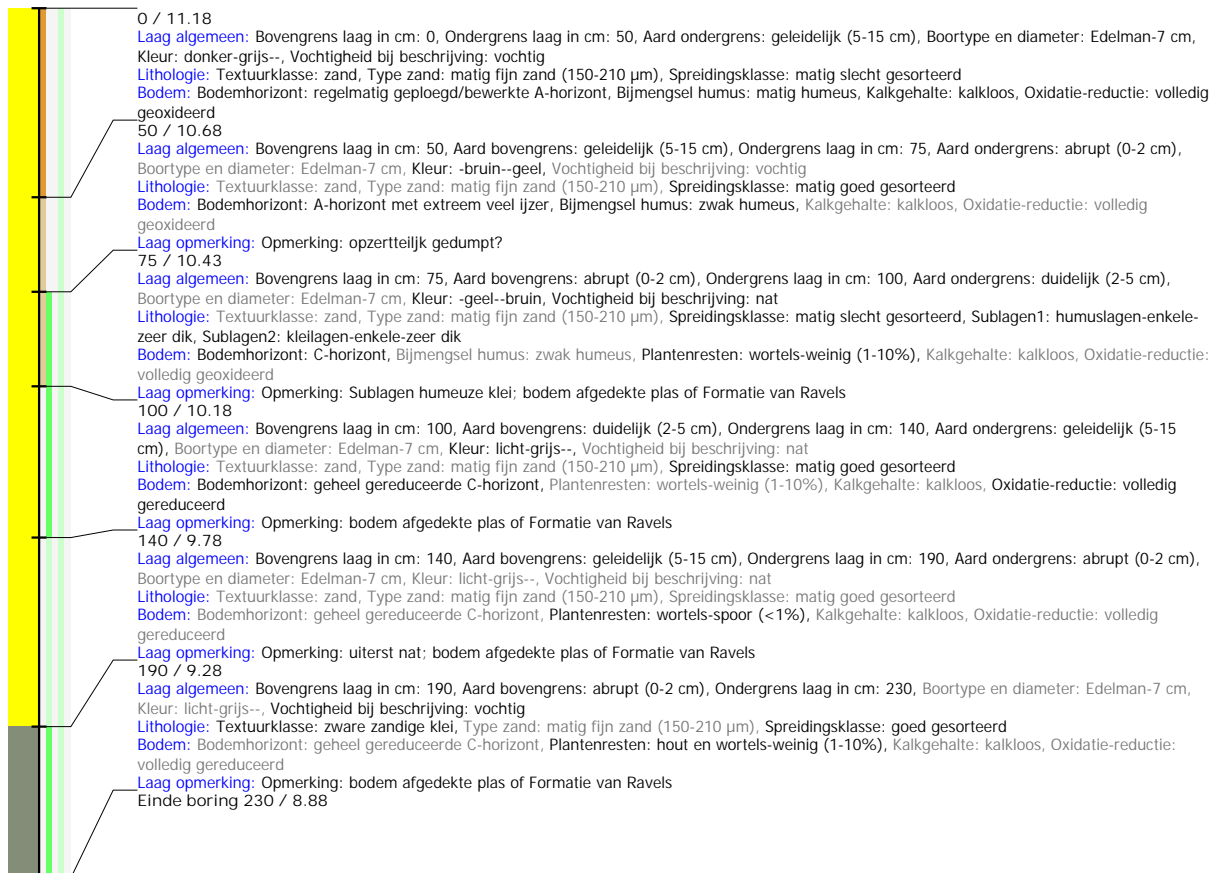 0 / 11.18
Laag algemeen: Bovengrens laag in cm: 0, Ondergrens laag in cm: 50, Aard ondergrens: geleidelijk (5-15 cm), Boortype en diameter: Edelman-7 cm,
Kleur: donker-grijs--, Vochtigheid bij beschrijving: vochtig
Lithologie: Textuurklasse: zand, Type zand: matig fijn zand (150-210 µm), Spreidingsklasse: matig slecht gesorteerd
Bodem: Bodemhorizont: regelmatig geploegd/bewerkte A-horizont, Bijmengsel humus: matig humeus, Kalkgehalte: kalkloos, Oxidatie-reductie: volledig
geoxideerd
50 / 10.68
Laag algemeen: Bovengrens laag in cm: 50, Aard bovengrens: geleidelijk (5-15 cm), Ondergrens laag in cm: 75, Aard ondergrens: abrupt (0-2 cm),
Boortype en diameter: Edelman-7 cm, Kleur: -bruin--geel, Vochtigheid bij beschrijving: vochtig
Lithologie: Textuurklasse: zand, Type zand: matig fijn zand (150-210 µm), Spreidingsklasse: matig goed gesorteerd
Bodem: Bodemhorizont: A-horizont met extreem veel ijzer, Bijmengsel humus: zwak humeus, Kalkgehalte: kalkloos, Oxidatie-reductie: volledig
geoxideerd
Laag opmerking: Opmerking: opzertteiljk gedumpt?
75 / 10.43
Laag algemeen: Bovengrens laag in cm: 75, Aard bovengrens: abrupt (0-2 cm), Ondergrens laag in cm: 100, Aard ondergrens: duidelijk (2-5 cm),
Boortype en diameter: Edelman-7 cm, Kleur: -geel--bruin, Vochtigheid bij beschrijving: nat
Lithologie: Textuurklasse: zand, Type zand: matig fijn zand (150-210 µm), Spreidingsklasse: matig slecht gesorteerd, Sublagen1: humuslagen-enkele-
zeer dik, Sublagen2: kleilagen-enkele-zeer dik
Bodem: Bodemhorizont: C-horizont, Bijmengsel humus: zwak humeus, Plantenresten: wortels-weinig (1-10%), Kalkgehalte: kalkloos, Oxidatie-reductie:
volledig geoxideerd
Laag opmerking: Opmerking: Sublagen humeuze klei; bodem afgedekte plas of Formatie van Ravels
100 / 10.18
Laag algemeen: Bovengrens laag in cm: 100, Aard bovengrens: duidelijk (2-5 cm), Ondergrens laag in cm: 140, Aard ondergrens: geleidelijk (5-15
cm), Boortype en diameter: Edelman-7 cm, Kleur: licht-grijs--, Vochtigheid bij beschrijving: nat
Lithologie: Textuurklasse: zand, Type zand: matig fijn zand (150-210 µm), Spreidingsklasse: matig goed gesorteerd
Bodem: Bodemhorizont: geheel gereduceerde C-horizont, Plantenresten: wortels-weinig (1-10%), Kalkgehalte: kalkloos, Oxidatie-reductie: volledig
gereduceerd
Laag opmerking: Opmerking: bodem afgedekte plas of Formatie van Ravels
140 / 9.78
Laag algemeen: Bovengrens laag in cm: 140, Aard bovengrens: geleidelijk (5-15 cm), Ondergrens laag in cm: 190, Aard ondergrens: abrupt (0-2 cm),
Boortype en diameter: Edelman-7 cm, Kleur: licht-grijs--, Vochtigheid bij beschrijving: nat
Lithologie: Textuurklasse: zand, Type zand: matig fijn zand (150-210 µm), Spreidingsklasse: matig goed gesorteerd
Bodem: Bodemhorizont: geheel gereduceerde C-horizont, Plantenresten: wortels-spoor (<1%), Kalkgehalte: kalkloos, Oxidatie-reductie: volledig
gereduceerd
Laag opmerking: Opmerking: uiterst nat; bodem afgedekte plas of Formatie van Ravels
190 / 9.28
Laag algemeen: Bovengrens laag in cm: 190, Aard bovengrens: abrupt (0-2 cm), Ondergrens laag in cm: 230, Boortype en diameter: Edelman-7 cm,
Kleur: licht-grijs--, Vochtigheid bij beschrijving: vochtig
Lithologie: Textuurklasse: zware zandige klei, Type zand: matig fijn zand (150-210 µm), Spreidingsklasse: goed gesorteerd
Bodem: Bodemhorizont: geheel gereduceerde C-horizont, Plantenresten: hout en wortels-weinig (1-10%), Kalkgehalte: kalkloos, Oxidatie-reductie:
volledig gereduceerd
Laag opmerking: Opmerking: bodem afgedekte plas of Formatie van Ravels
Einde boring 230 / 8.88